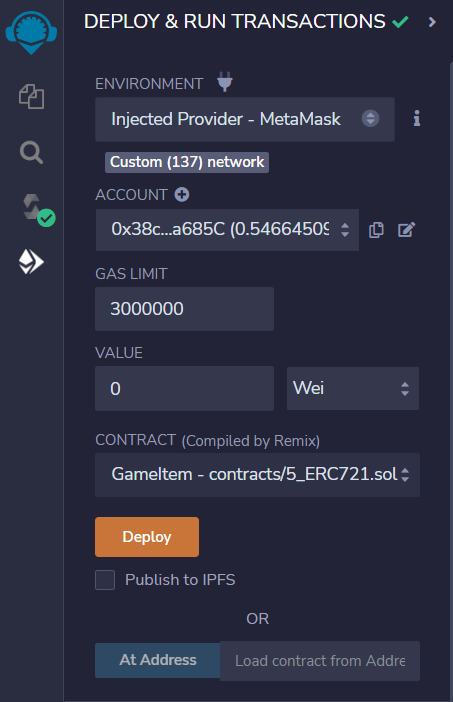 DEPLOY & RUN TRANSACTIONS
ENVIRONMENT
Injected Provider - MetaMask
Custom (137) network
ACCOUNT
0x38c...a685C (0.54664509
GAS LIMIT
3000000
VALUE
0 Wei
CONTRACT (Compiled by Remix)
GameItem - contracts/5_ERC721.sol
Deploy
Publish to IPFS
OR
At Address Load contract from Addre